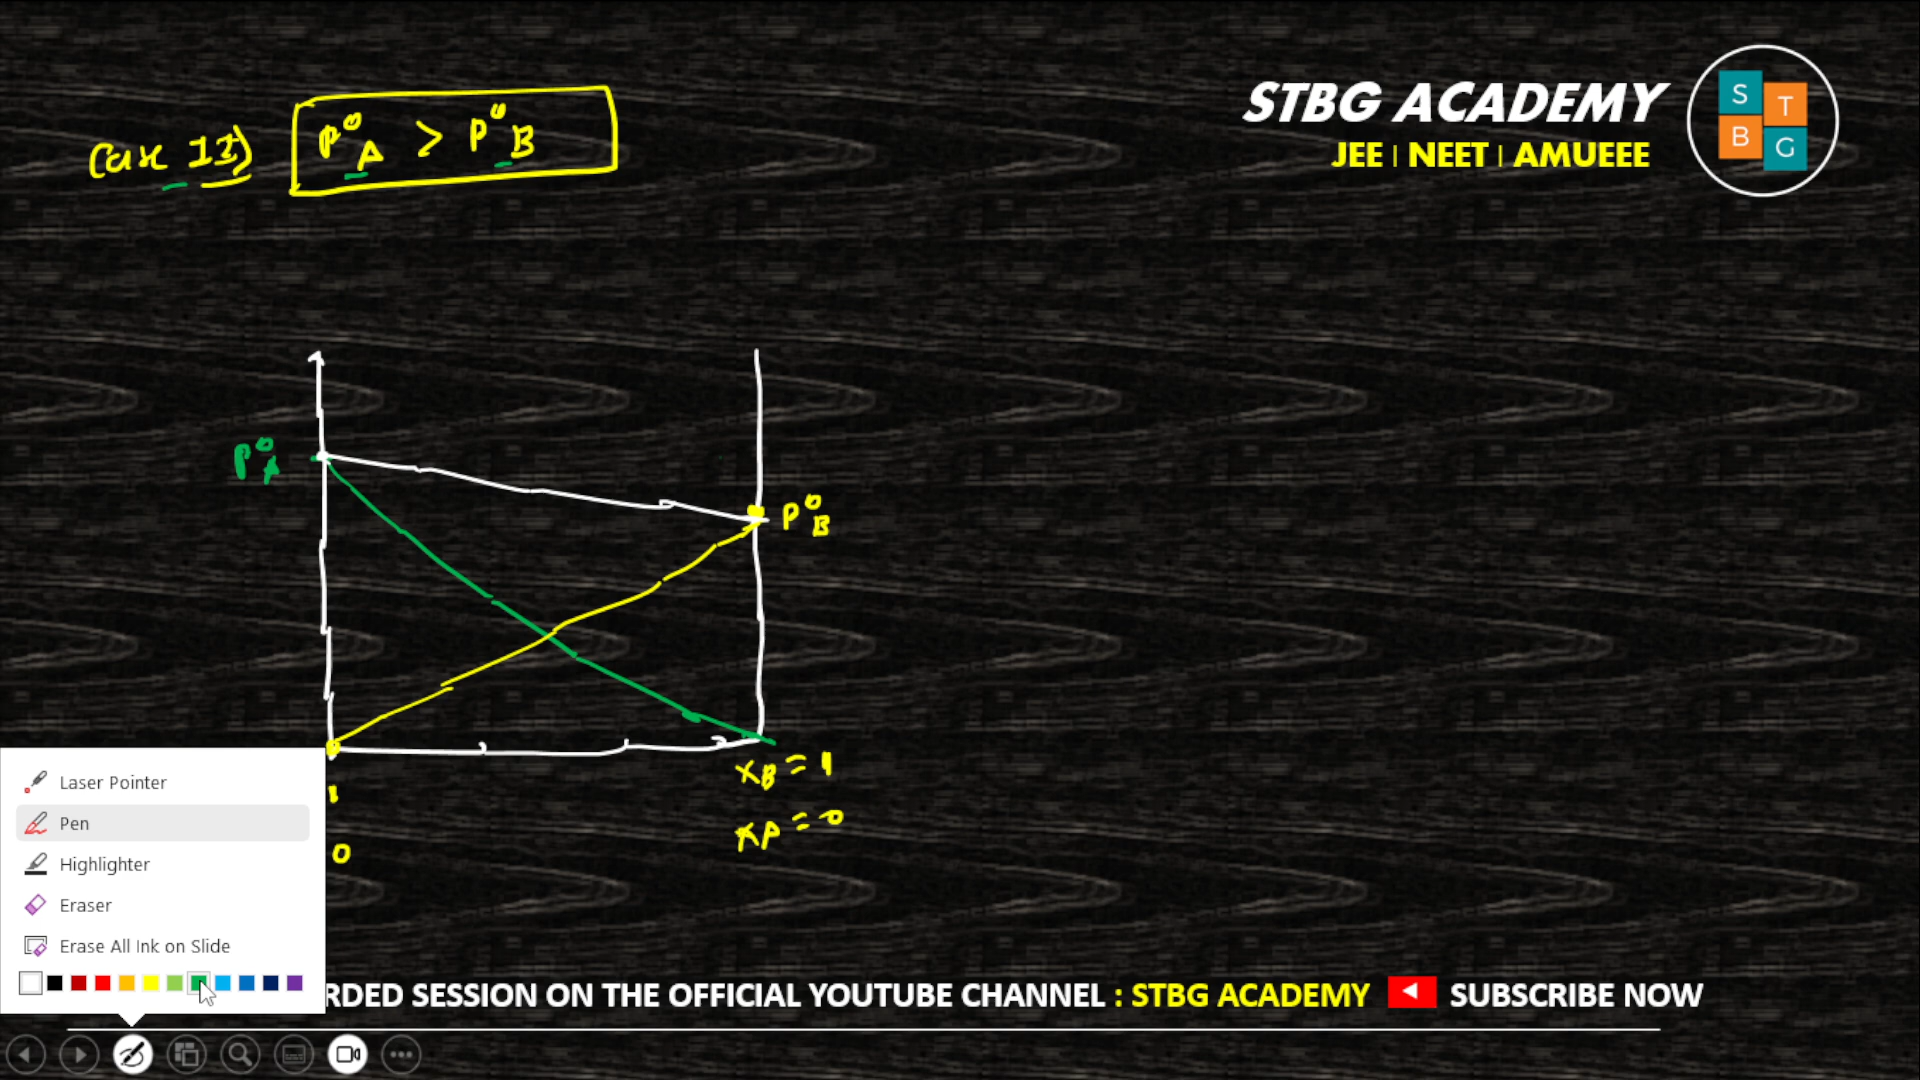 Case II) P°A > P°B
STBG ACADEMY
JEE | NEET | AMUEEE
S T
B G
P°A
P°B
XB = 1
XA = 0
1
0
Laser Pointer
Pen
Highlighter
Eraser
Erase All Ink on Slide
RDED SESSION ON THE OFFICIAL YOUTUBE CHANNEL : STBG ACADEMY SUBSCRIBE NOW